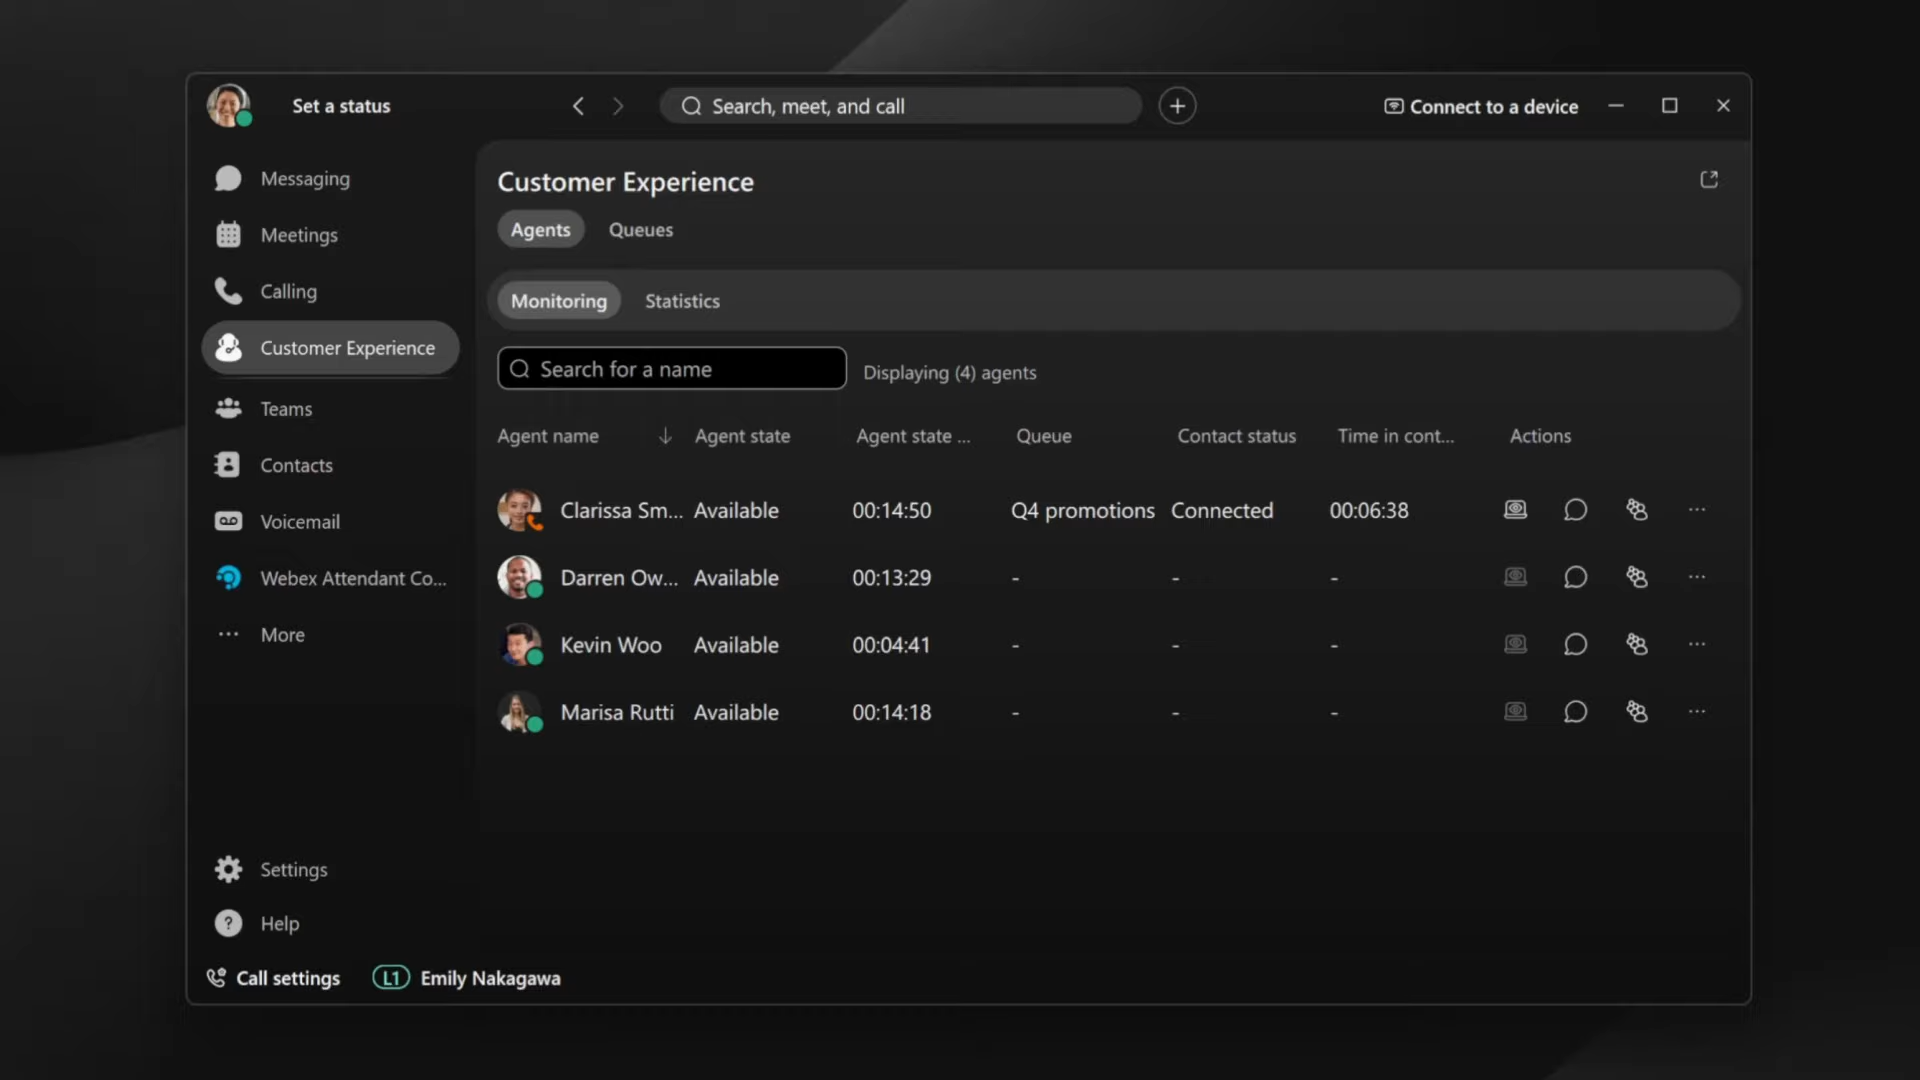 Set a status
Search, meet, and call
Connect to a device
Messaging
Meetings
Calling
Customer Experience
Teams
Contacts
Voicemail
Webex Attendant Co...
More
Settings
Help
Call settings
L1 Emily Nakagawa
Customer Experience
Agents Queues
Monitoring Statistics
Search for a name
Displaying (4) agents
Agent name Agent state Agent state ... Queue Contact status Time in cont... Actions
Clarissa Sm... Available 00:14:50 Q4 promotions Connected 00:06:38
Darren Ow... Available 00:13:29 - - -
Kevin Woo Available 00:04:41 - - -
Marisa Rutti Available 00:14:18 - - -